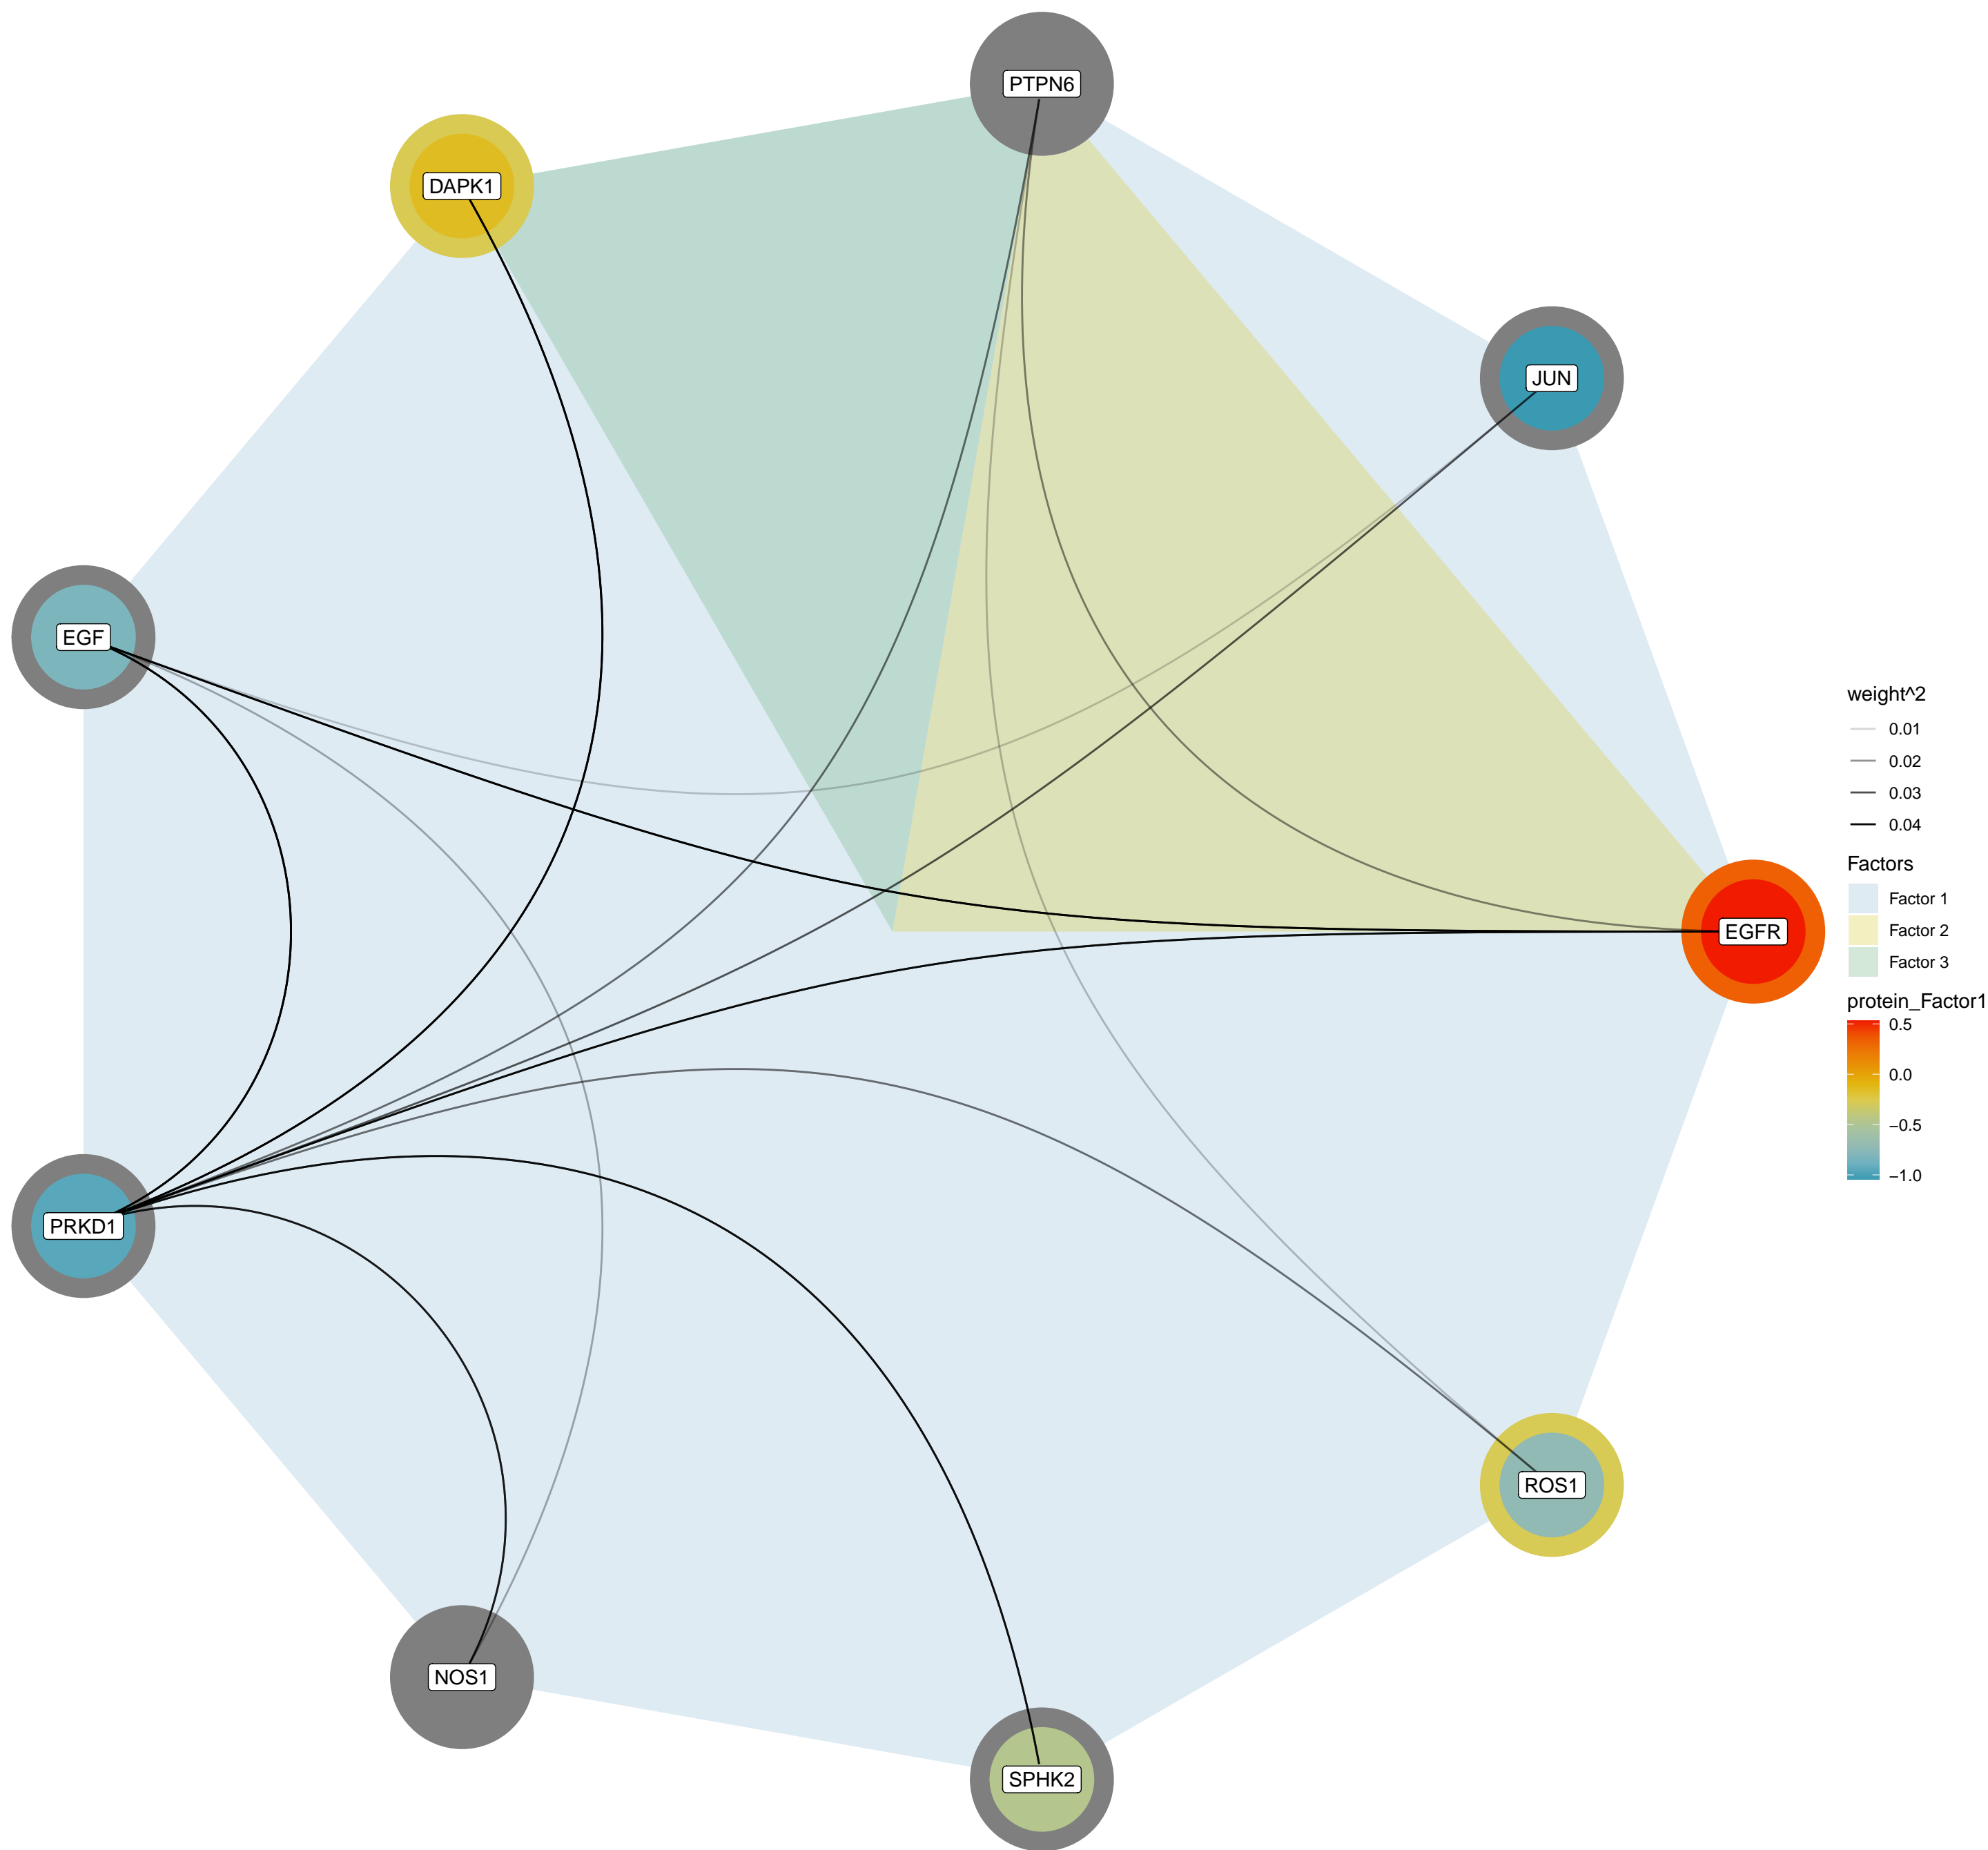 PTPN6
DAPK1
JUN
EGF
EGFR
PRKD1
ROS1
NOS1
SPHK2
weight^2
0.01
0.02
0.03
0.04
Factors
Factor 1
Factor 2
Factor 3
protein_Factor1
0.5
0.0
−0.5
−1.0